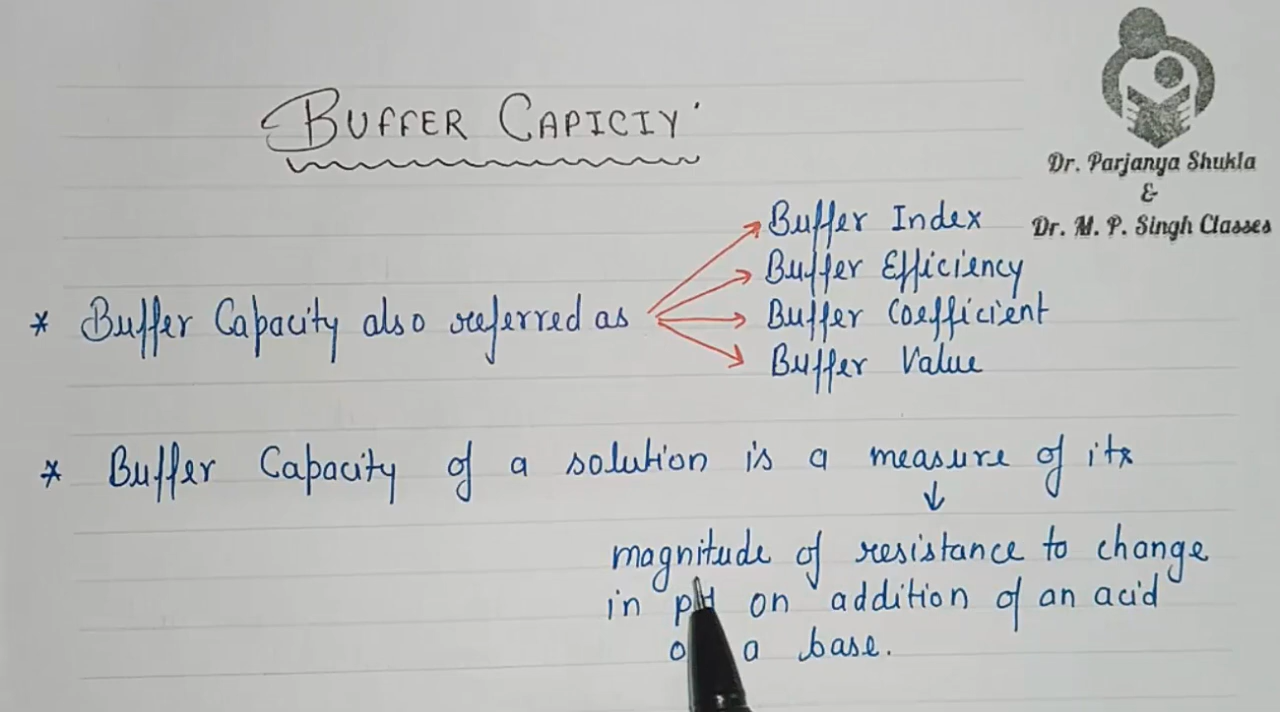 BUFFER CAPICIY
Dr. Parjanya Shukla
&
Dr. M. P. Singh Classes
* Buffer Capacity also referred as
Buffer Index
Buffer Efficiency
Buffer Coefficient
Buffer Value
* Buffer Capacity of a solution is a measure of its
magnitude of resistance to change
in pH on addition of an acid
a base.